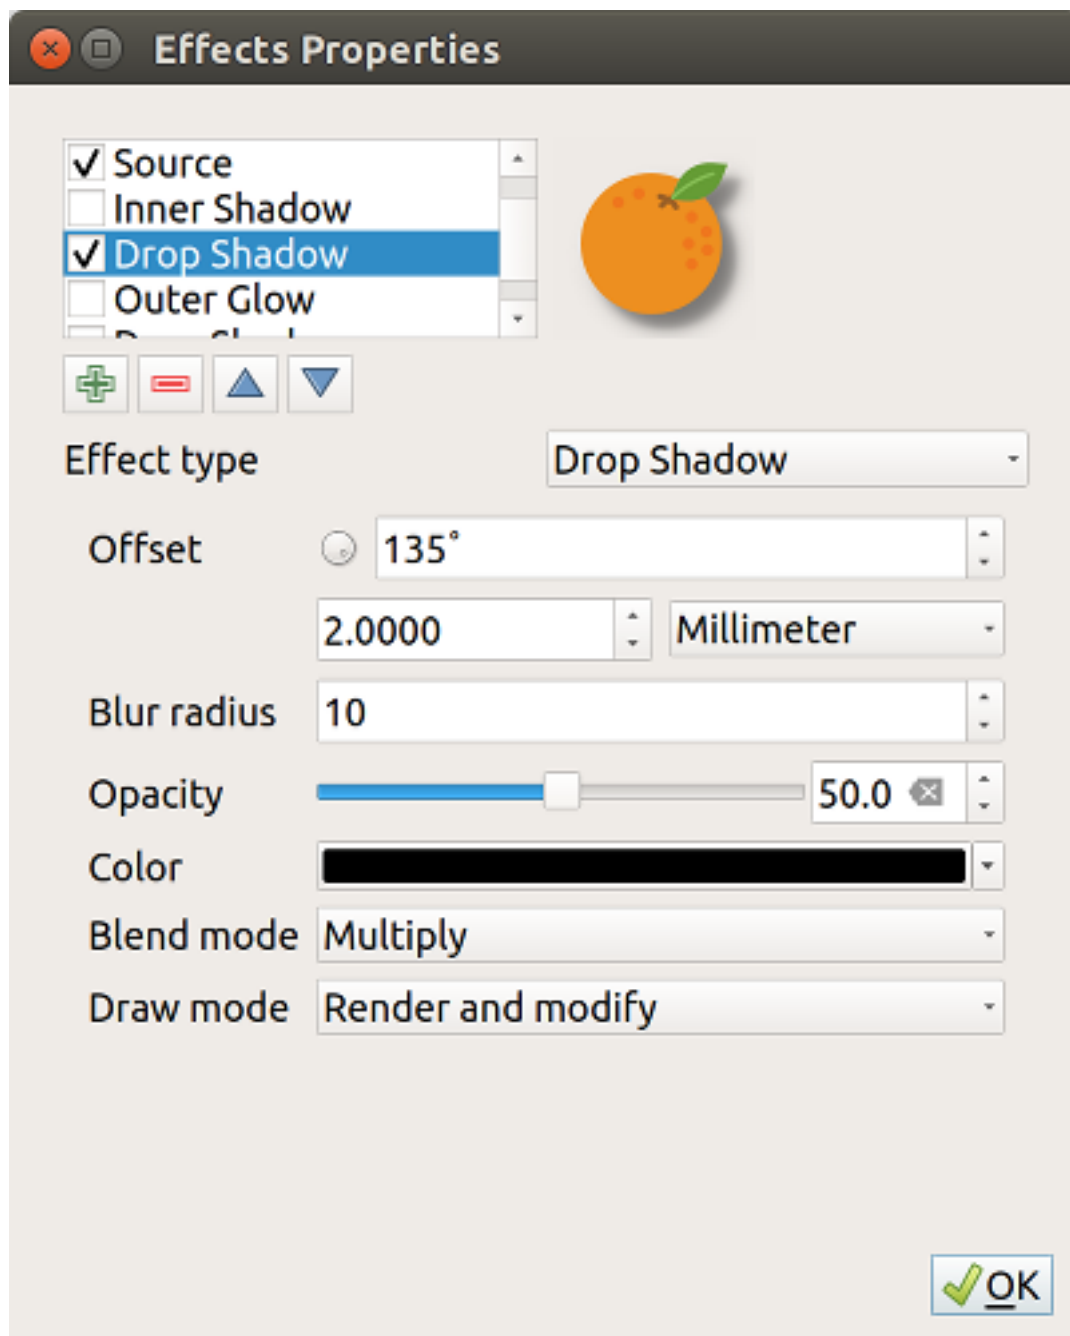 Effects Properties
Source
Inner Shadow
Drop Shadow
Outer Glow
Effect type Drop Shadow
Offset 135˚
2.0000 Millimeter
Blur radius 10
Opacity 50.0
Color
Blend mode Multiply
Draw mode Render and modify
OK